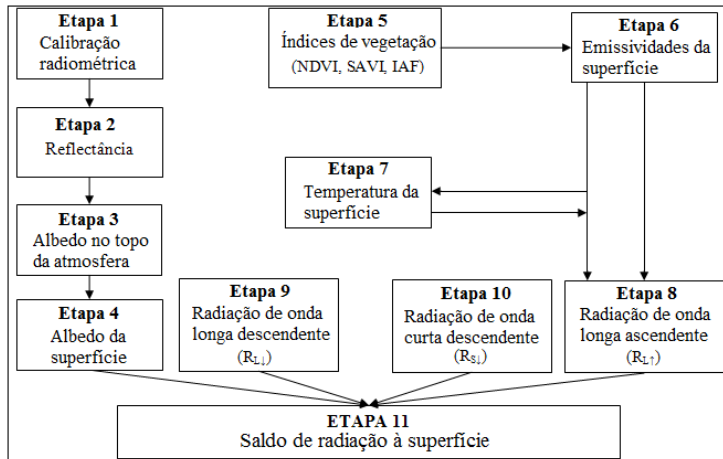 Etapa 1
Calibração
radiométrica
Etapa 2
Reflectância
Etapa 3
Albedo no topo
da atmosfera
Etapa 4
Albedo da
superfície
Etapa 5
Índices de vegetação
(NDVI, SAVI, IAF)
Etapa 6
Emissividades da
superfície
Etapa 7
Temperatura da
superfície
Etapa 9
Radiação de onda
longa descendente
(RL↓)
Etapa 10
Radiação de onda
curta descendente
(RS↓)
Etapa 8
Radiação de onda
longa ascendente
(RL↑)
ETAPA 11
Saldo de radiação à superfície